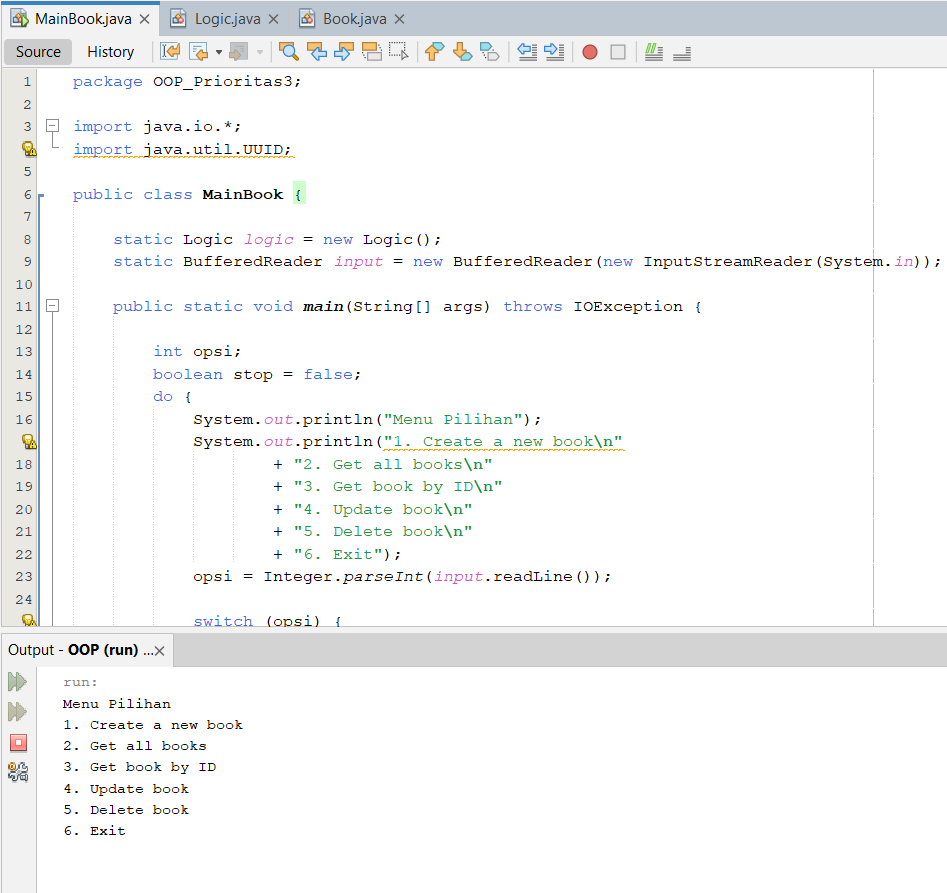 MainBook.java Logic.java Book.java
Source History
1 package OOP_Prioritas3;
2
3 import java.io.*;
import java.util.UUID;
5
6 public class MainBook {
7
8 static Logic logic = new Logic();
9 static BufferedReader input = new BufferedReader(new InputStreamReader(System.in));
10
11 public static void main(String[] args) throws IOException {
12
13 int opsi;
14 boolean stop = false;
15 do {
16 System.out.println("Menu Pilihan");
System.out.println("1. Create a new book\n"
18 + "2. Get all books\n"
19 + "3. Get book by ID\n"
20 + "4. Update book\n"
21 + "5. Delete book\n"
22 + "6. Exit");
23 opsi = Integer.parseInt(input.readLine());
24
switch (opsi) {
Output - OOP (run) ...
run:
Menu Pilihan
1. Create a new book
2. Get all books
3. Get book by ID
4. Update book
5. Delete book
6. Exit